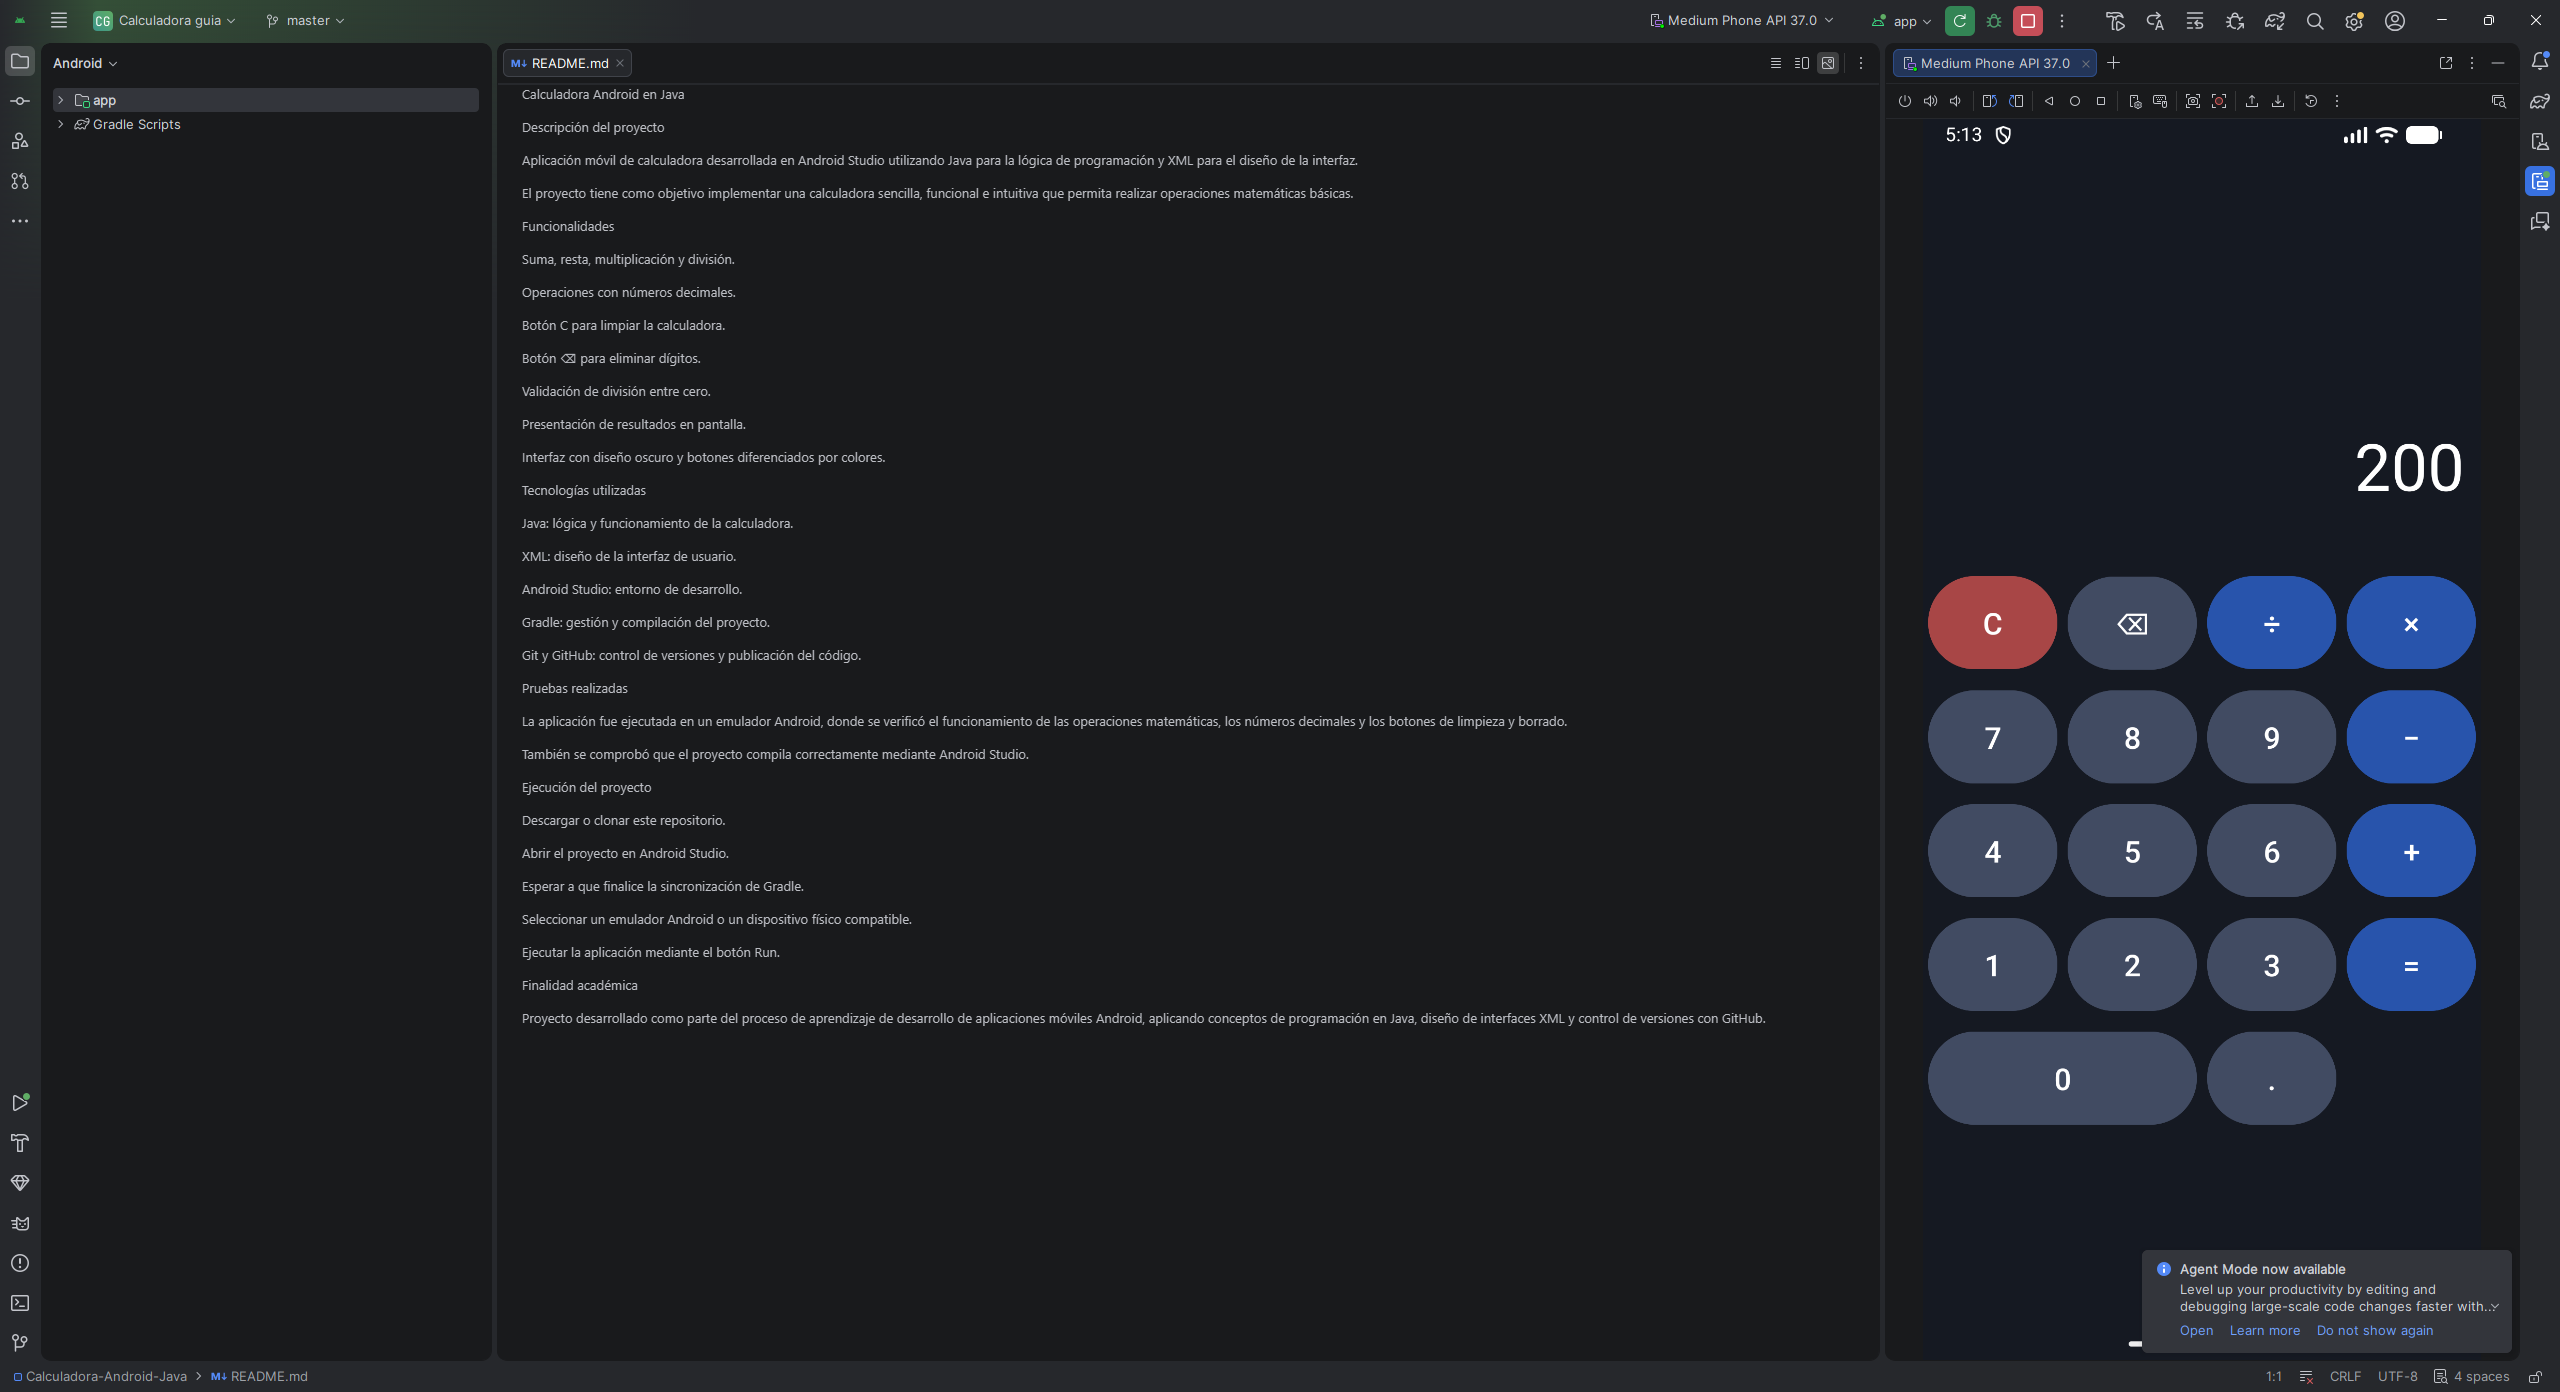 CG Calculadora guia
master
Medium Phone API 37.0
app
Android
app
Gradle Scripts
M↓ README.md
Calculadora Android en Java
Descripción del proyecto
Aplicación móvil de calculadora desarrollada en Android Studio utilizando Java para la lógica de programación y XML para el diseño de la interfaz.
El proyecto tiene como objetivo implementar una calculadora sencilla, funcional e intuitiva que permita realizar operaciones matemáticas básicas.
Funcionalidades
Suma, resta, multiplicación y división.
Operaciones con números decimales.
Botón C para limpiar la calculadora.
Botón ⌫ para eliminar dígitos.
Validación de división entre cero.
Presentación de resultados en pantalla.
Interfaz con diseño oscuro y botones diferenciados por colores.
Tecnologías utilizadas
Java: lógica y funcionamiento de la calculadora.
XML: diseño de la interfaz de usuario.
Android Studio: entorno de desarrollo.
Gradle: gestión y compilación del proyecto.
Git y GitHub: control de versiones y publicación del código.
Pruebas realizadas
La aplicación fue ejecutada en un emulador Android, donde se verificó el funcionamiento de las operaciones matemáticas, los números decimales y los botones de limpieza y borrado.
También se comprobó que el proyecto compila correctamente mediante Android Studio.
Ejecución del proyecto
Descargar o clonar este repositorio.
Abrir el proyecto en Android Studio.
Esperar a que finalice la sincronización de Gradle.
Seleccionar un emulador Android o un dispositivo físico compatible.
Ejecutar la aplicación mediante el botón Run.
Finalidad académica
Proyecto desarrollado como parte del proceso de aprendizaje de desarrollo de aplicaciones móviles Android, aplicando conceptos de programación en Java, diseño de interfaces XML y control de versiones con GitHub.
Medium Phone API 37.0
5:13
200
C ⌫ ÷ ×
7 8 9 −
4 5 6 +
1 2 3 =
0 .
Agent Mode now available
Level up your productivity by editing and
debugging large-scale code changes faster with...
Open Learn more Do not show again
Calculadora-Android-Java > M↓ README.md
1:1 CRLF UTF-8 4 spaces